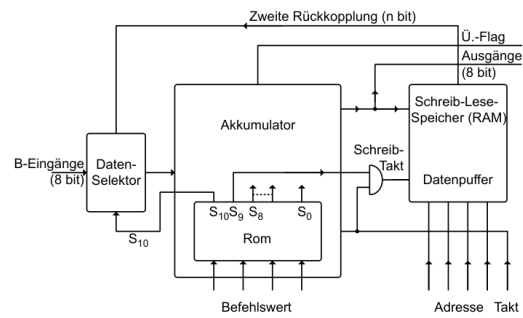 Zweite Rückkopplung (n bit)
Ü.-Flag
Ausgänge
(8 bit)
Akkumulator
Schreib-Lese-
Speicher (RAM)
Schreib-
Takt
B-Eingänge
(8 bit)
Daten-
Selektor
Datenpuffer
S10 S9 S8 S0
S10
Rom
Befehlswert
Adresse Takt